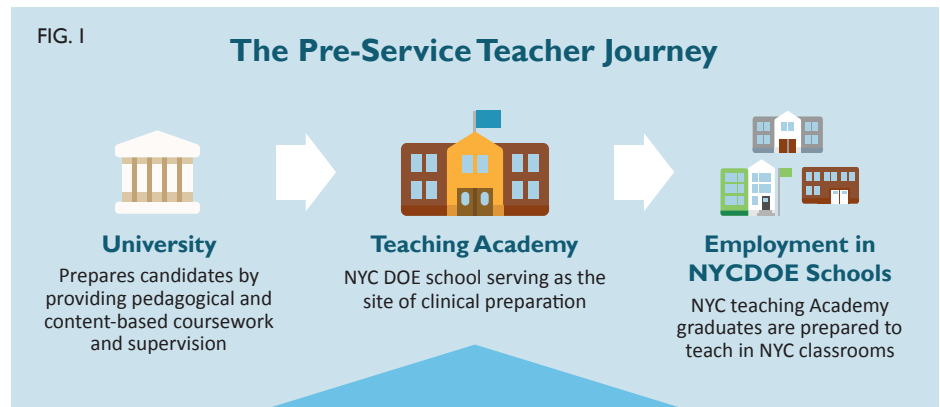 FIG. I
The Pre-Service Teacher Journey
University
Prepares candidates by
providing pedagogical and
content-based coursework
and supervision
Teaching Academy
NYC DOE school serving as the
site of clinical preparation
Employment in
NYCDOE Schools
NYC teaching Academy
graduates are prepared to
teach in NYC classrooms